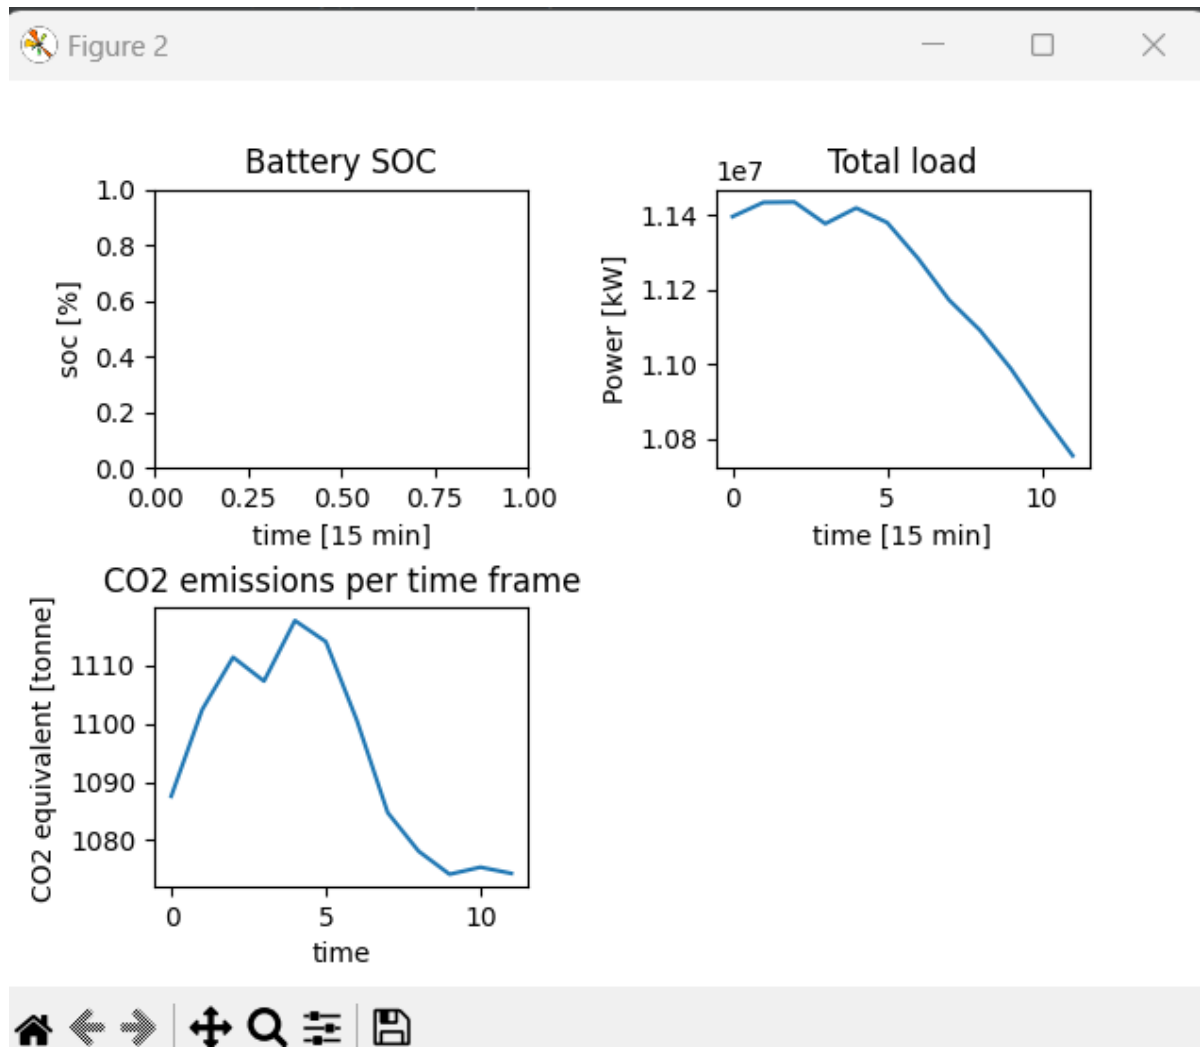 Figure 2
Battery SOC
1.0
0.8
0.6
0.4
0.2
0.0
soc [%]
0.00 0.25 0.50 0.75 1.00
time [15 min]
Total load
1e7
1.14
1.12
1.10
1.08
Power [kW]
0 5 10
time [15 min]
CO2 emissions per time frame
1110
1100
1090
1080
CO2 equivalent [tonne]
0 5 10
time